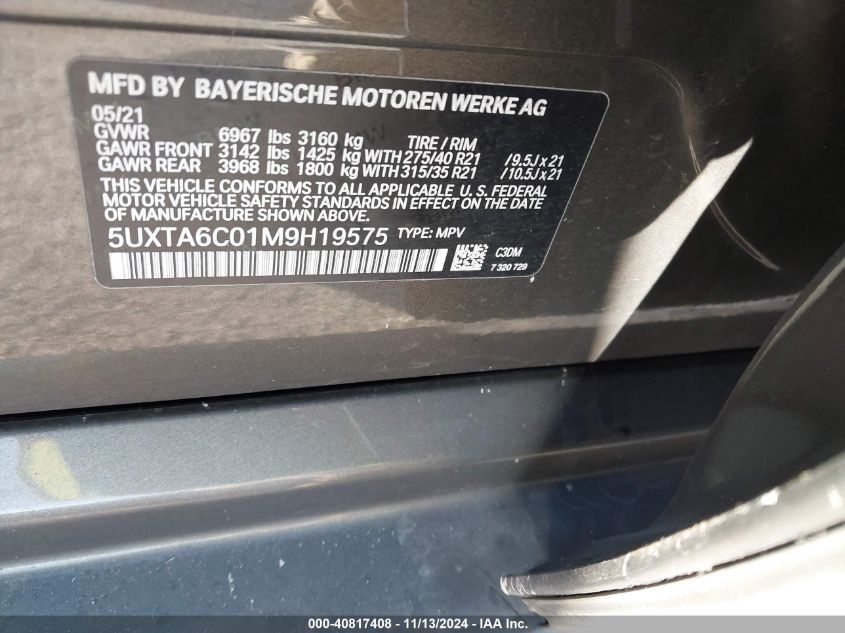 MFD BY BAYERISCHE MOTOREN WERKE AG
05/21
GVWR 6967 lbs 3160 kg TIRE / RIM
GAWR FRONT 3142 lbs 1425 kg WITH 275/40 R21 / 9.5J x 21
GAWR REAR 3968 lbs 1800 kg WITH 315/35 R21 / 10.5J x 21
THIS VEHICLE CONFORMS TO ALL APPLICABLE U. S. FEDERAL
MOTOR VEHICLE SAFETY STANDARDS IN EFFECT ON THE
DATE OF MANUFACTURE SHOWN ABOVE.
5UXTA6C01M9H19575 TYPE: MPV
C3DM
7 320 729
000-40817408 - 11/13/2024 - IAA Inc.